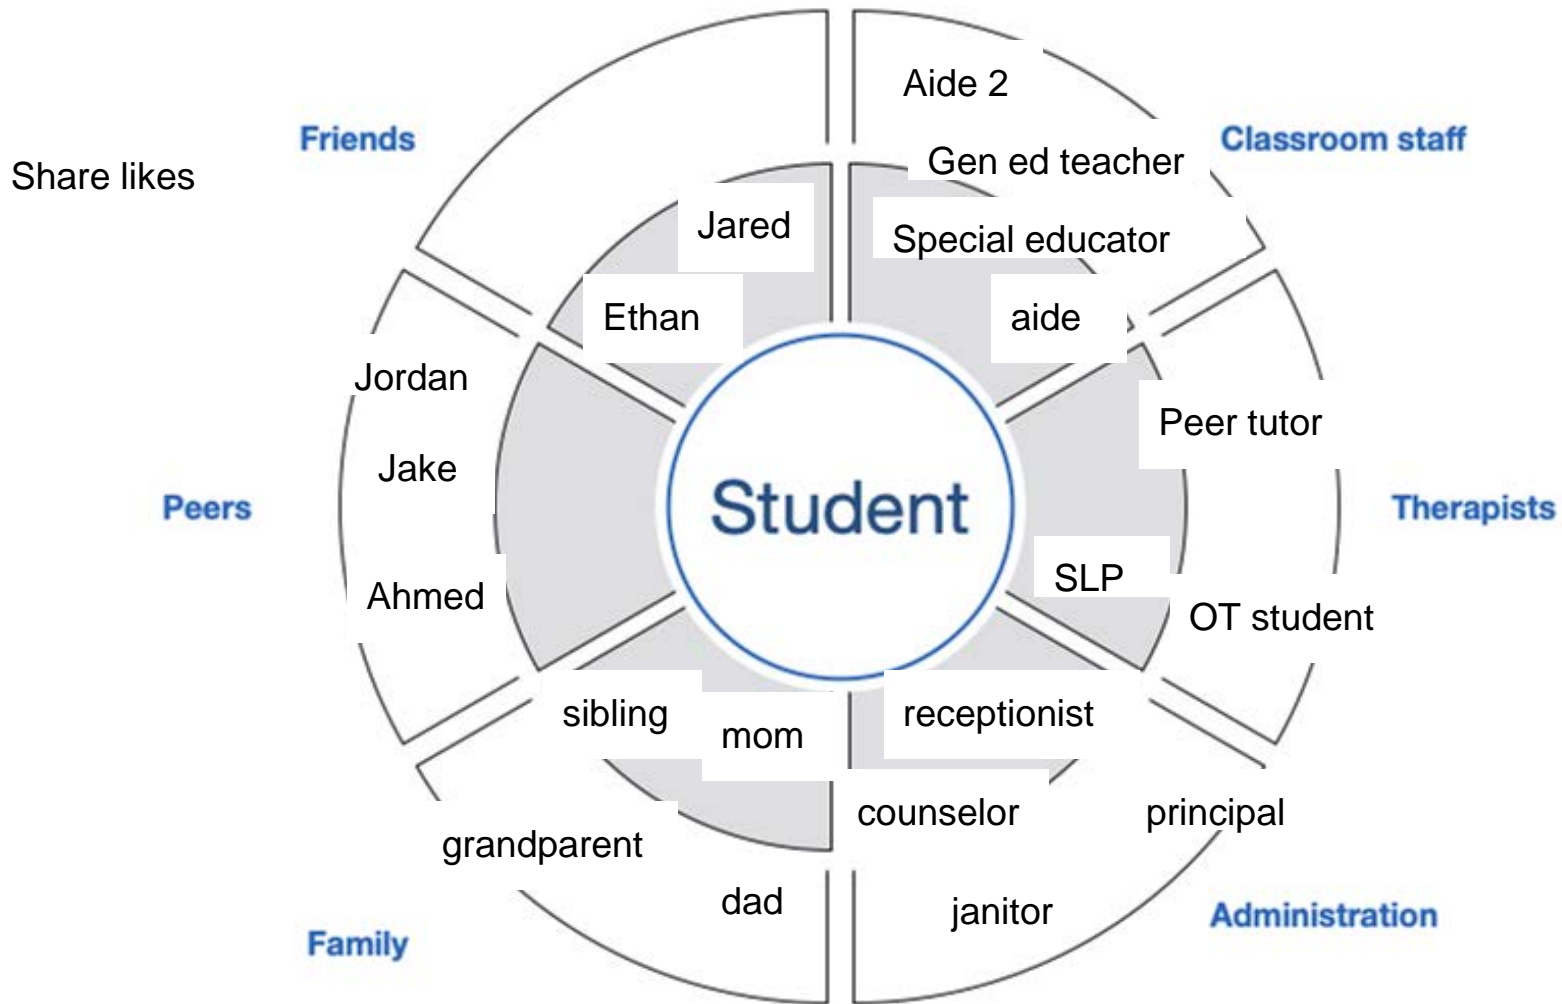 Aide 2
Friends
Classroom staff
Share likes
Gen ed teacher
Jared
Special educator
Ethan
aide
Jordan
Peer tutor
Jake
Peers
Student
Therapists
Ahmed
SLP
OT student
sibling
mom
receptionist
counselor
principal
grandparent
dad
janitor
Administration
Family